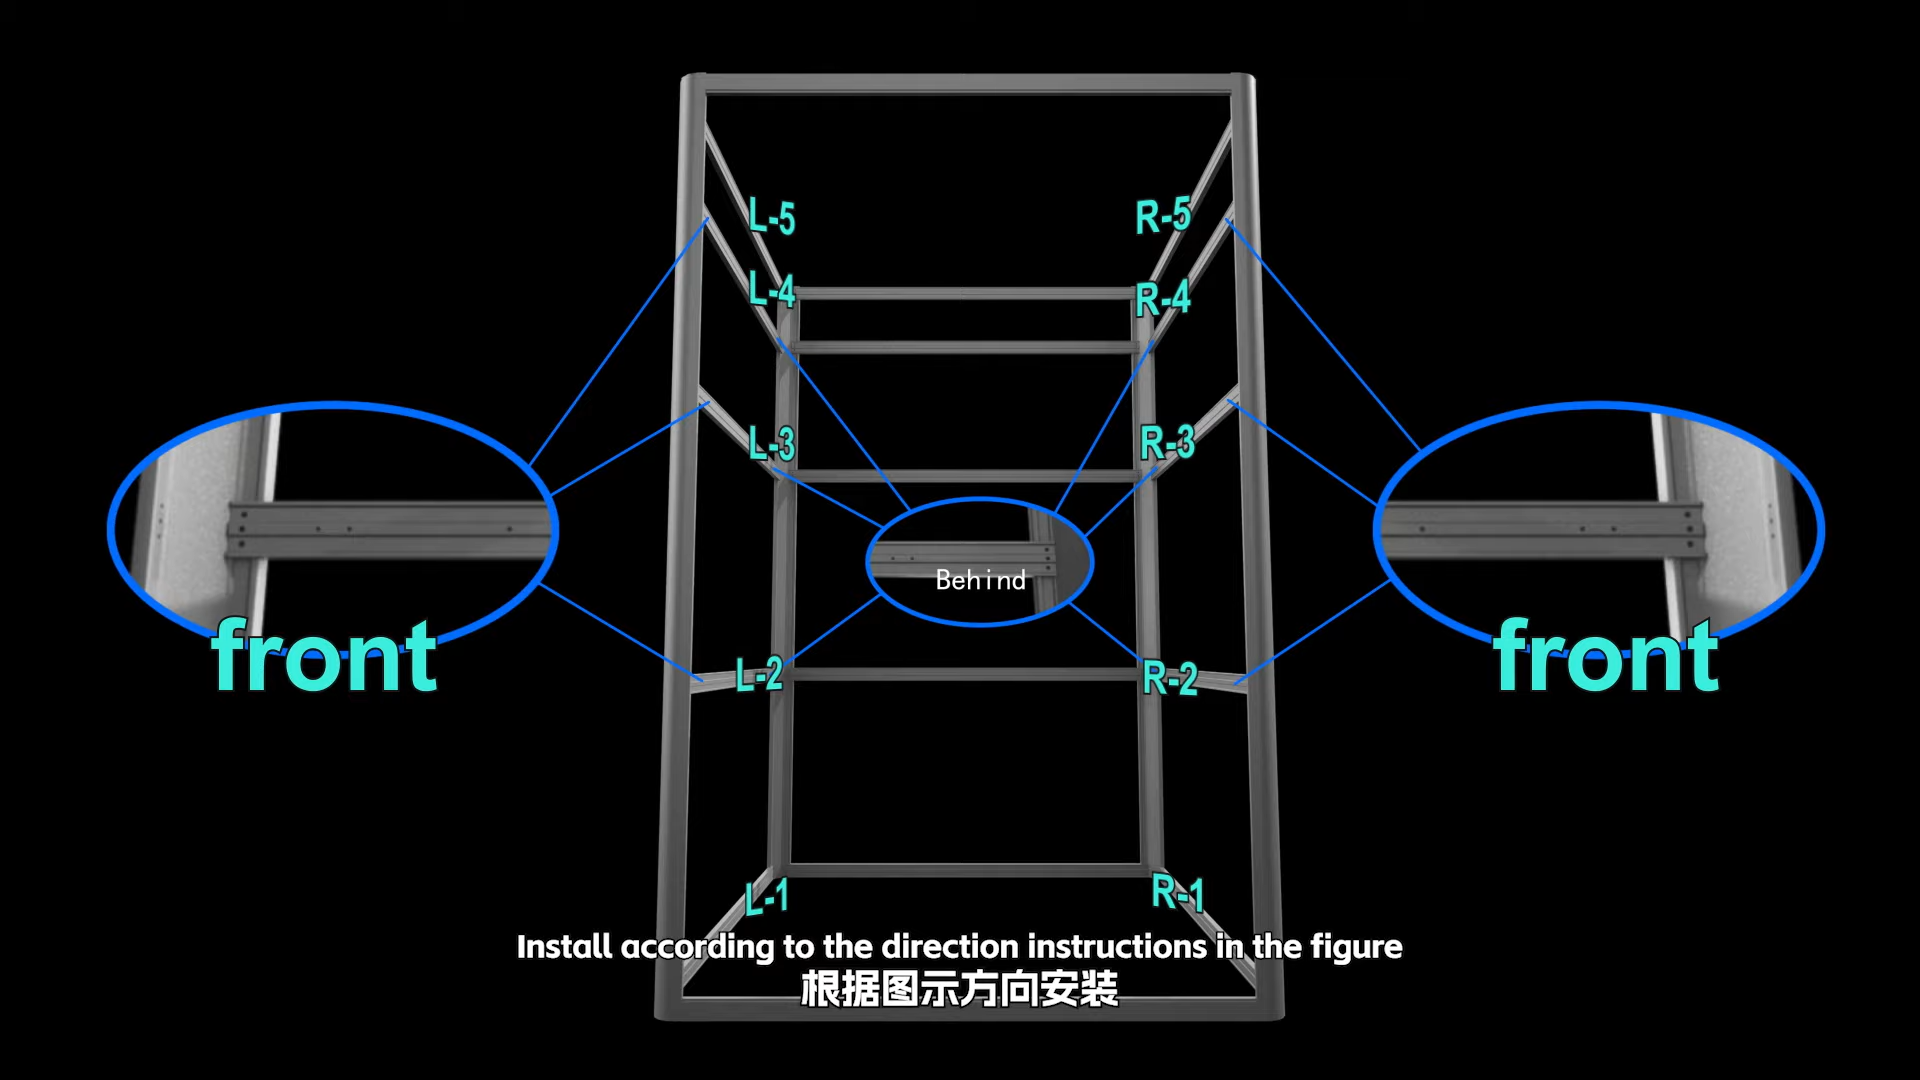 L-5
R-5
L-4
R-4
L-3
R-3
Behind
front
front
L-2
R-2
L-1
R-1
Install according to the direction instructions in the figure
根据图示方向安装